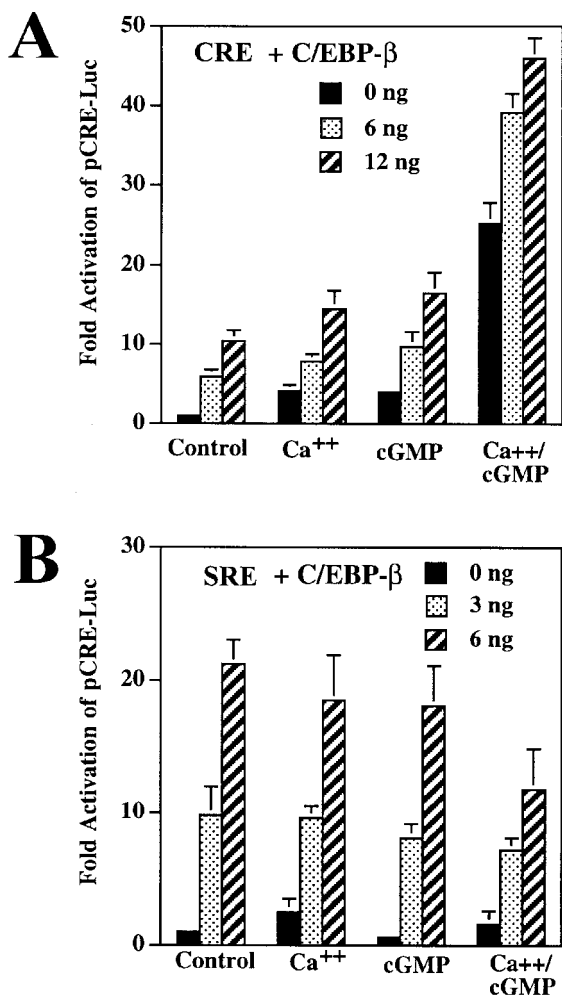 A
Fold Activation of pCRE-Luc
50
40
30
20
10
0
CRE + C/EBP-β
0 ng
6 ng
12 ng
Control
Ca++
cGMP
Ca++/
cGMP
B
Fold Activation of pCRE-Luc
30
20
10
0
SRE + C/EBP-β
0 ng
3 ng
6 ng
Control
Ca++
cGMP
Ca++/
cGMP